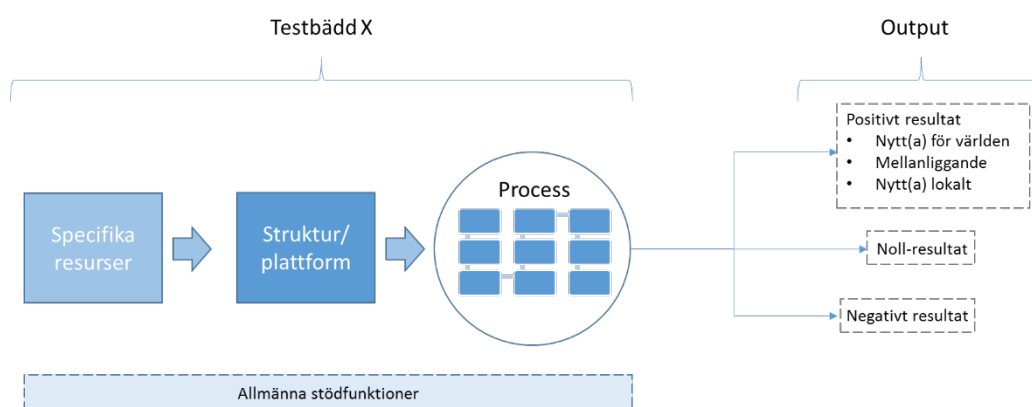 Testbädd X
Output
Specifika
resurser
Struktur/
plattform
Process
Positivt resultat
• Nytt(a) för världen
• Mellanliggande
• Nytt(a) lokalt
Noll-resultat
Negativt resultat
Allmänna stödfunktioner